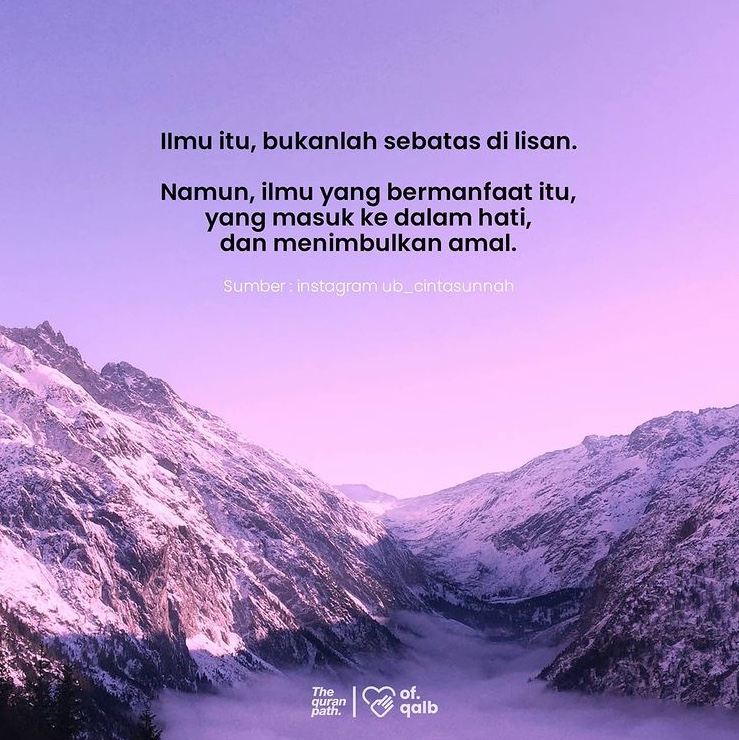 Ilmu itu, bukanlah sebatas di lisan.
Namun, ilmu yang bermanfaat itu,
yang masuk ke dalam hati,
dan menimbulkan amal.
Sumber : instagram ub_cintasunnah
The
quran
path.
of.
qalb